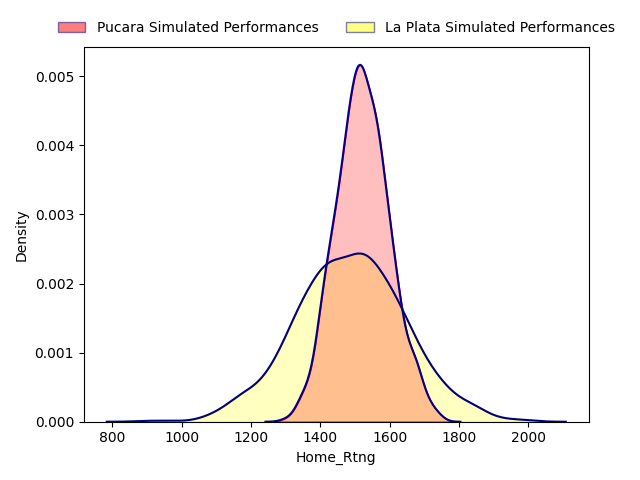 Pucara Simulated Performances
La Plata Simulated Performances
0.005
0.004
0.003
0.002
0.001
0.000
Density
800 1000 1200 1400 1600 1800 2000
Home_Rtng